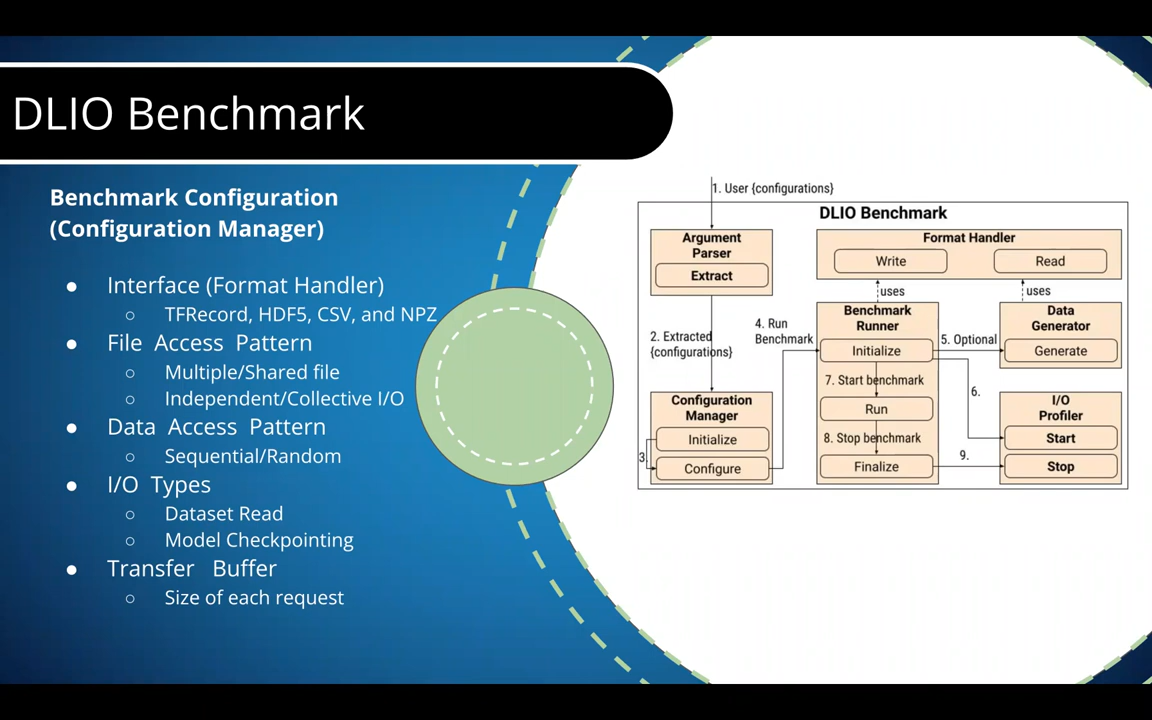 DLIO Benchmark
Benchmark Configuration
(Configuration Manager)
● Interface (Format Handler)
○ TFRecord, HDF5, CSV, and NPZ
● File Access Pattern
○ Multiple/Shared file
○ Independent/Collective I/O
● Data Access Pattern
○ Sequential/Random
● I/O Types
○ Dataset Read
○ Model Checkpointing
● Transfer Buffer
○ Size of each request
1. User {configurations}
DLIO Benchmark
Argument
Parser
Extract
Format Handler
Write
Read
uses
uses
2. Extracted
{configurations}
4. Run
Benchmark
Benchmark
Runner
Initialize
5. Optional
Data
Generator
Generate
7. Start benchmark
Run
8. Stop benchmark
Finalize
6.
9.
Configuration
Manager
Initialize
3.
Configure
I/O
Profiler
Start
Stop